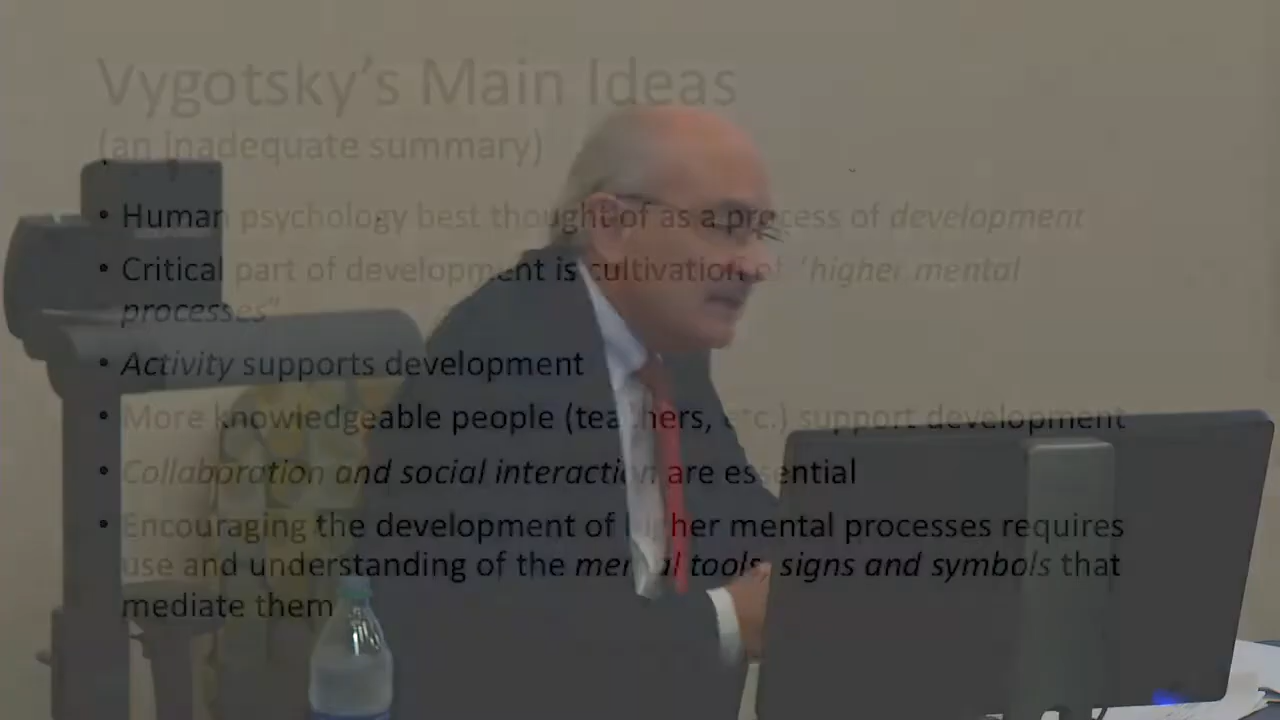 Vygotsky's Main Ideas
(an inadequate summary)
• Human psychology best thought of as a process of development
• Critical part of development is cultivation of "higher mental
processes"
• Activity supports development
• More knowledgeable people (teachers, etc.) support development
• Collaboration and social interaction are essential
• Encouraging the development of higher mental processes requires
use and understanding of the mental tools, signs and symbols that
mediate them